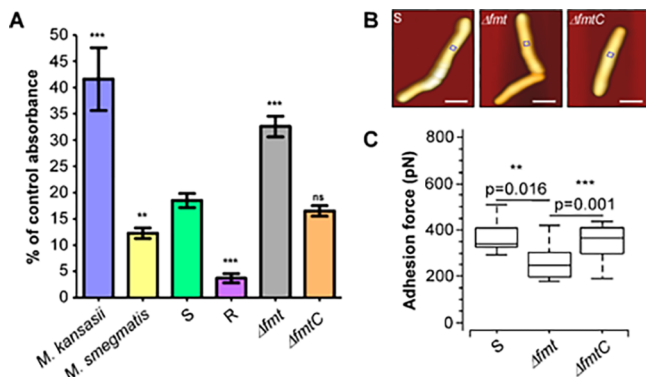 A
% of control absorbance
50
45
40
35
30
25
20
15
10
5
0
***
**
***
***
ns
M. kansasii
M. smegmatis
S
R
Δfmt
ΔfmtC
B
S
Δfmt
ΔfmtC
C
Adhesion force (pN)
800
600
400
200
0
**
p=0.016
***
p=0.001
S
Δfmt
ΔfmtC